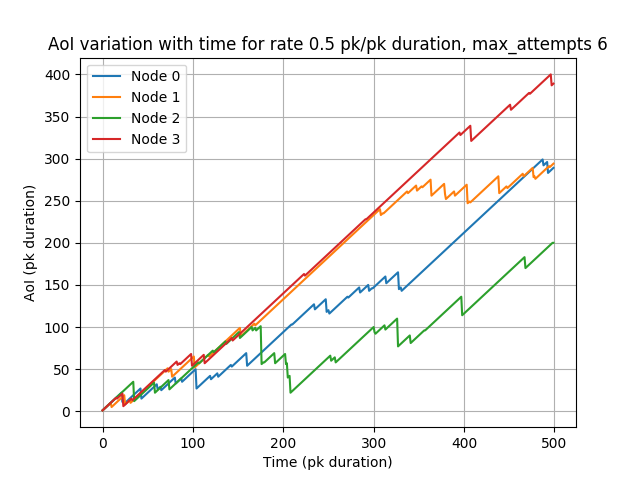 AoI variation with time for rate 0.5 pk/pk duration, max_attempts 6
Node 0
Node 1
Node 2
Node 3
400
350
300
250
200
150
100
50
0
AoI (pk duration)
0 100 200 300 400 500
Time (pk duration)